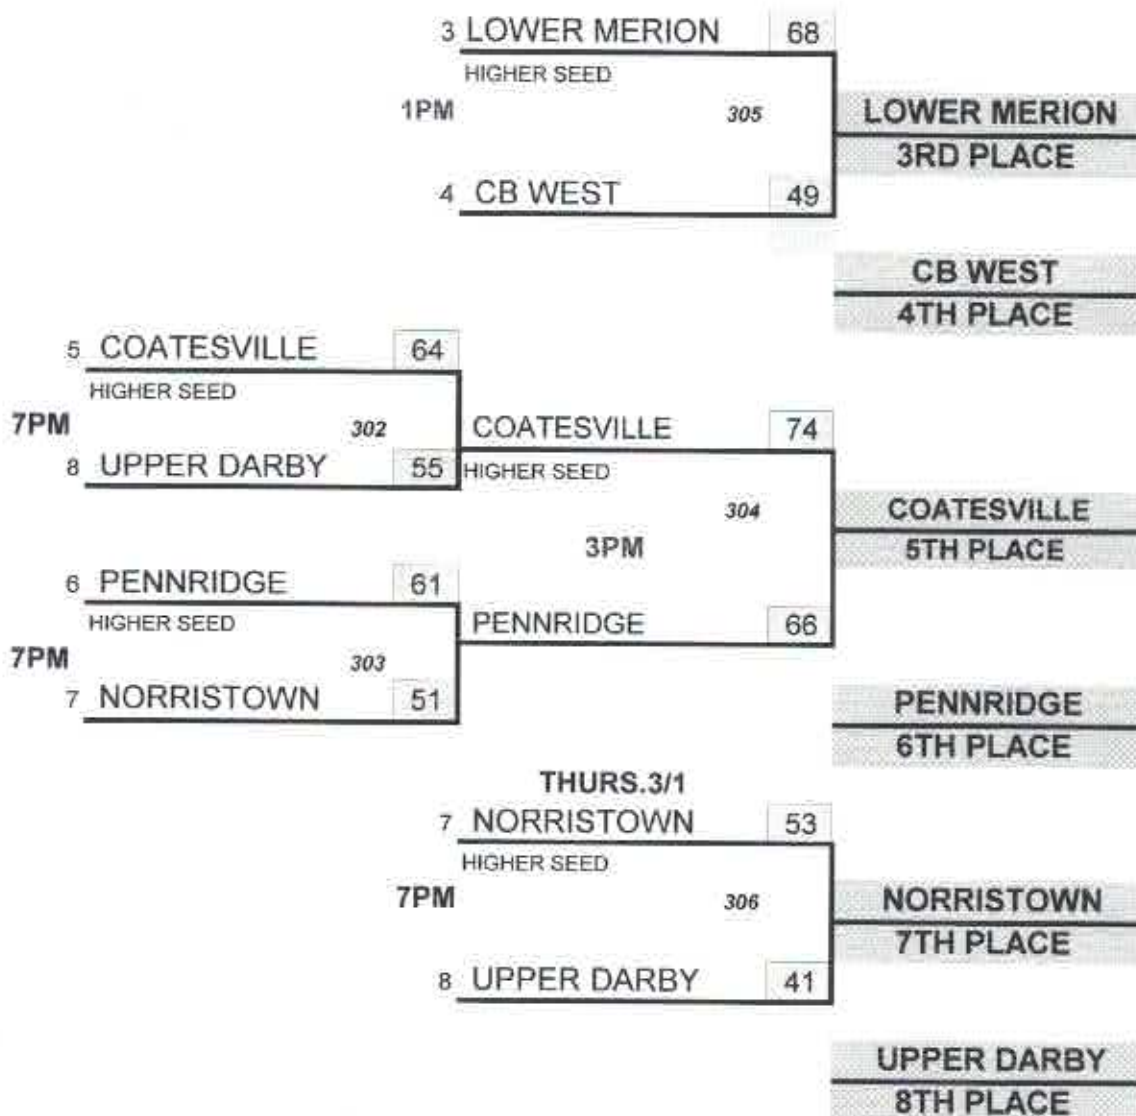 3 LOWER MERION 68
HIGHER SEED
1PM 305
LOWER MERION
3RD PLACE
4 CB WEST 49
CB WEST
4TH PLACE
5 COATESVILLE 64
HIGHER SEED
7PM 302
8 UPPER DARBY 55
COATESVILLE 74
HIGHER SEED
304
3PM
COATESVILLE
5TH PLACE
6 PENNRIDGE 61
HIGHER SEED
7PM 303
7 NORRISTOWN 51
PENNRIDGE 66
PENNRIDGE
6TH PLACE
THURS.3/1
7 NORRISTOWN 53
HIGHER SEED
7PM 306
NORRISTOWN
7TH PLACE
8 UPPER DARBY 41
UPPER DARBY
8TH PLACE